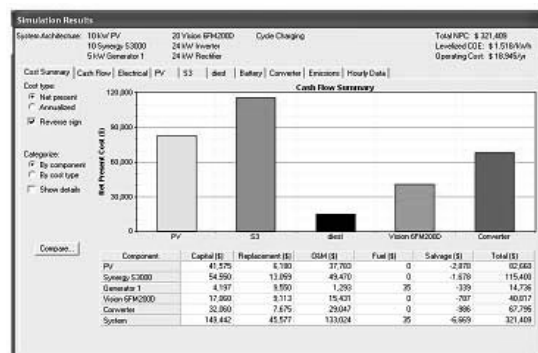 Simulation Results
System Architecture: 10 kW PV 20 Vision 6FM200D Cycle Charging Total NPC: $ 321,409
10 Synergy S3000 24 kW Inverter Levelized COE: $ 1.518/kWh
5 kW Generator 1 24 kW Rectifier Operating Cost: $ 18,945/yr
Cost Summary Cash Flow Electrical PV S3 diesl Battery Converter Emissions Hourly Data
Cost type:
Net present
Annualized
Reverse sign
Categorize:
By component
By cost type
Show details
Compare...
Cash Flow Summary
Net Present Cost ($)
120,000
90,000
60,000
30,000
0
PV S3 diesl Vision 6FM200D Converter
Component Capital ($) Replacement ($) O&M ($) Fuel ($) Salvage ($) Total ($)
PV 41,575 6,180 37,783 0 -2,878 82,660
Synergy S3000 54,550 13,059 49,470 0 -1,678 115,400
Generator 1 4,197 9,550 1,293 35 -339 14,736
Vision 6FM200D 17,060 9,113 15,431 0 -787 40,817
Converter 32,060 7,675 29,047 0 -986 67,795
System 149,442 45,577 133,024 35 -6,669 321,409